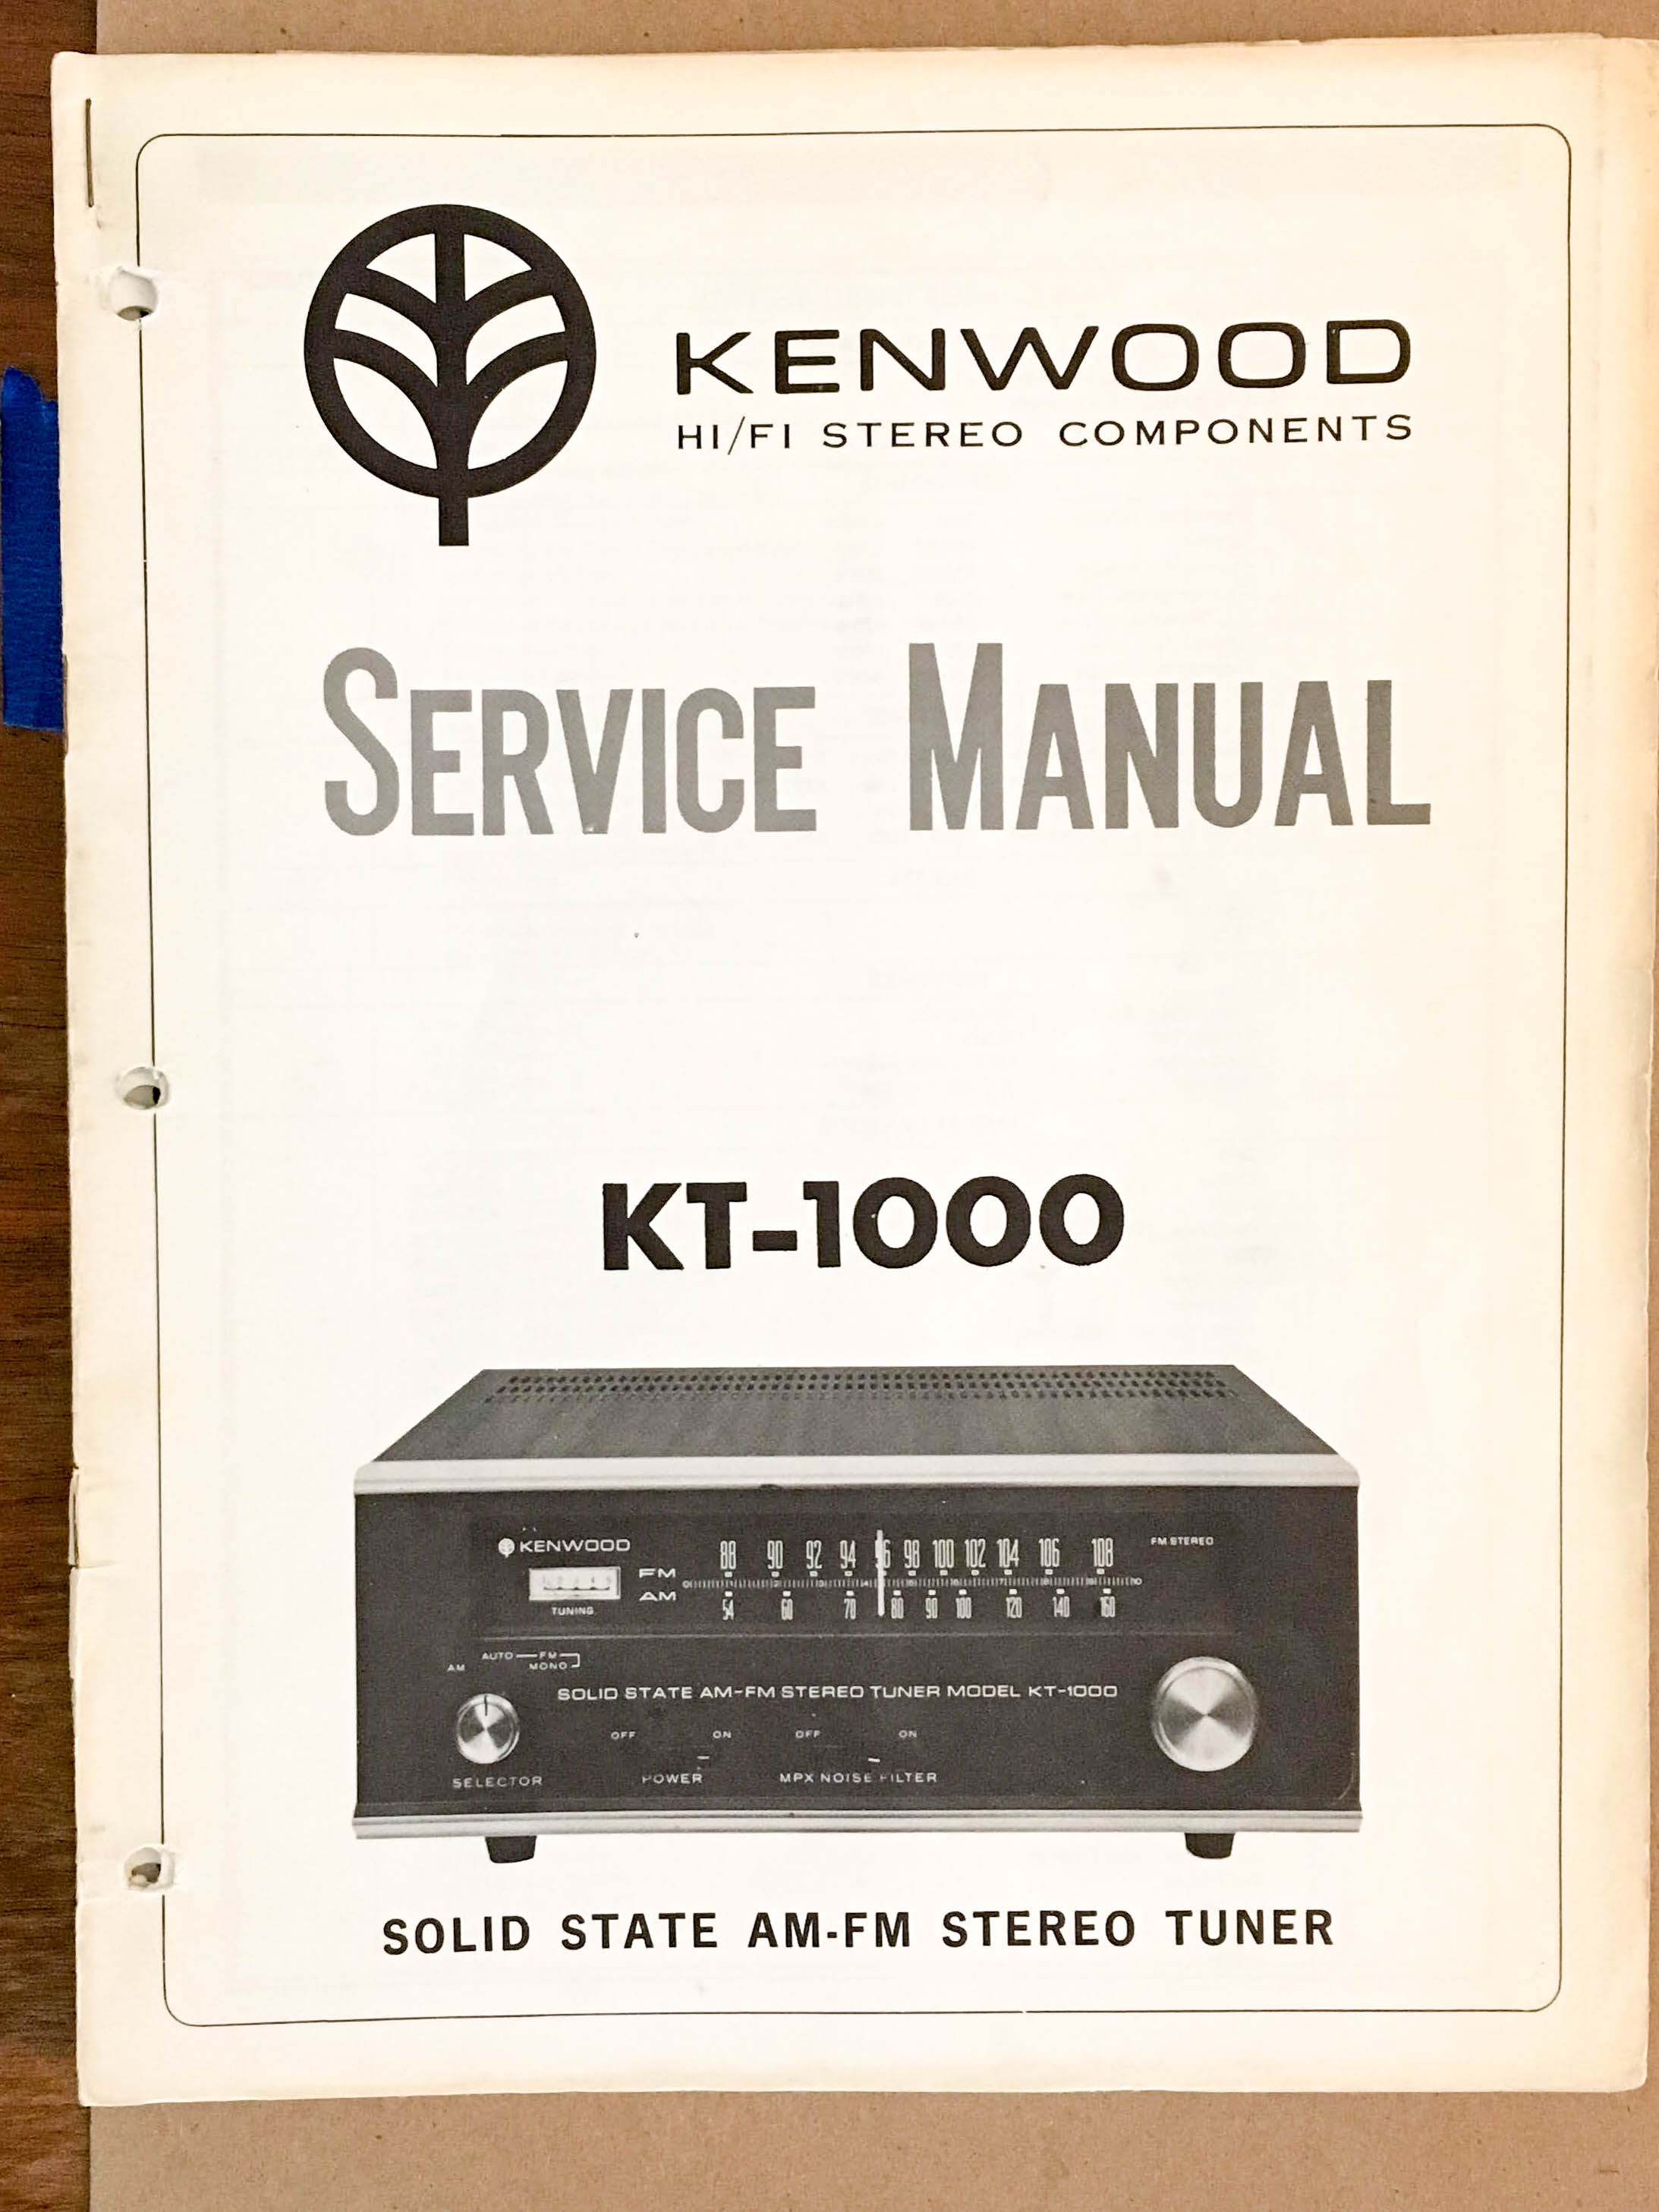 KENWOOD
HI/FI STEREO COMPONENTS
SERVICE MANUAL
KT-1000
KENWOOD
FM STEREO
FM 88 90 92 94 96 98 100 102 104 106 108
AM 54 60 70 80 90 100 120 140 160
TUNING
AUTO FM
AM MONO
SOLID STATE AM-FM STEREO TUNER MODEL KT-1000
OFF ON OFF ON
SELECTOR POWER MPX NOISE FILTER
SOLID STATE AM-FM STEREO TUNER